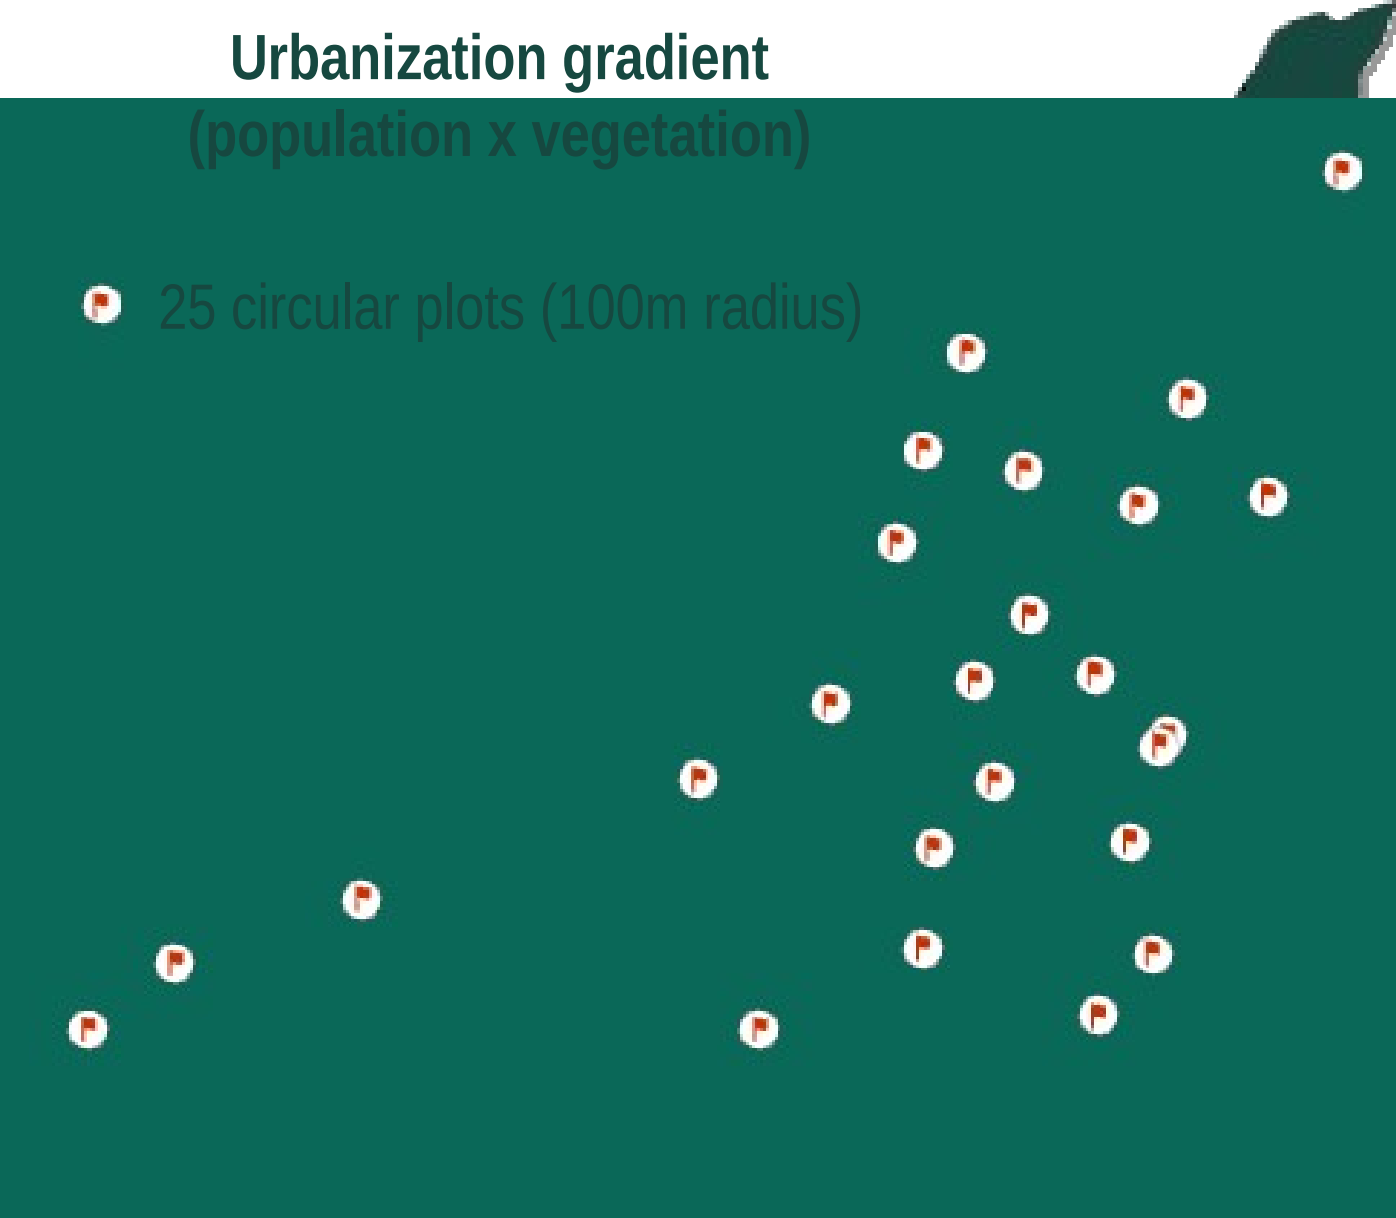 Urbanization gradient
(population x vegetation)
25 circular plots (100m radius)